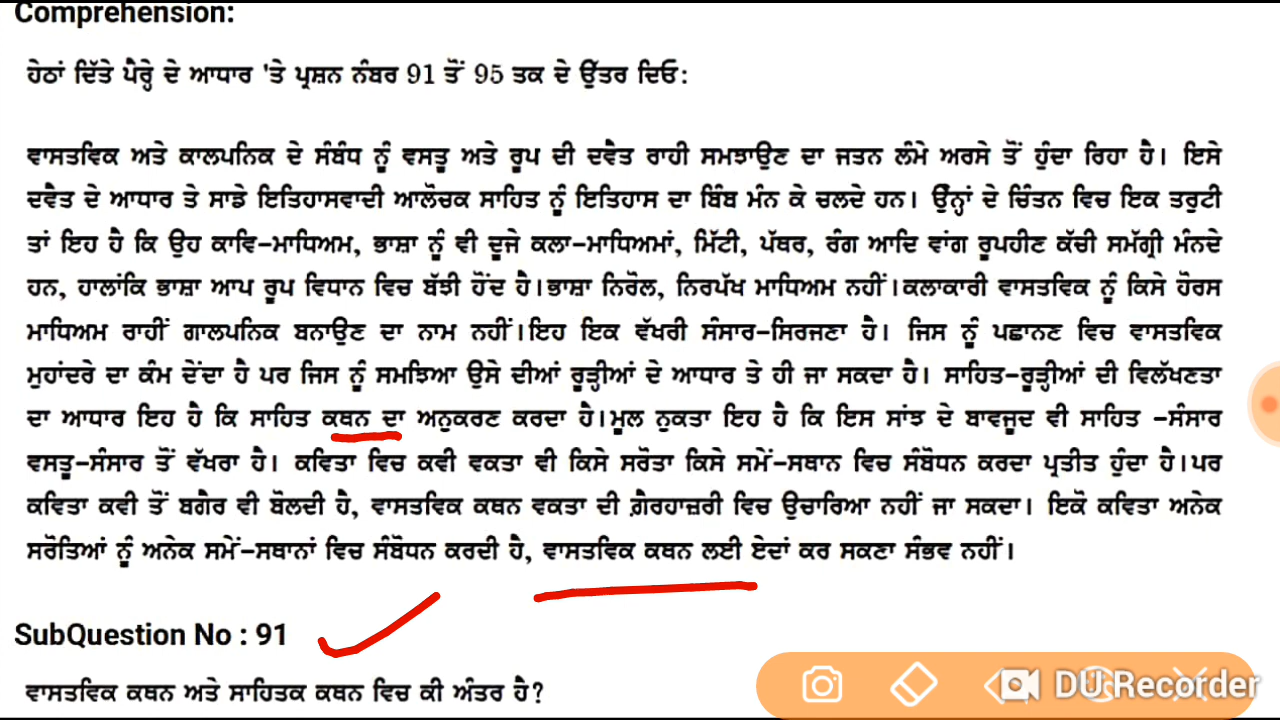 Comprehension:
ਹੇਠਾਂ ਦਿੱਤੇ ਪੈਰ੍ਹੇ ਦੇ ਆਧਾਰ 'ਤੇ ਪ੍ਰਸ਼ਨ ਨੰਬਰ 91 ਤੋਂ 95 ਤਕ ਦੇ ਉੱਤਰ ਦਿਓ:
ਵਾਸਤਵਿਕ ਅਤੇ ਕਾਲਪਨਿਕ ਦੇ ਸੰਬੰਧ ਨੂੰ ਵਸਤੂ ਅਤੇ ਰੂਪ ਦੀ ਦਵੈਤ ਰਾਹੀ ਸਮਝਾਉਣ ਦਾ ਜਤਨ ਲੰਮੇ ਅਰਸੇ ਤੋਂ ਹੁੰਦਾ ਰਿਹਾ ਹੈ। ਇਸੇ
ਦਵੈਤ ਦੇ ਆਧਾਰ ਤੇ ਸਾਡੇ ਇਤਿਹਾਸਵਾਦੀ ਆਲੋਚਕ ਸਾਹਿਤ ਨੂੰ ਇਤਿਹਾਸ ਦਾ ਬਿੰਬ ਮੰਨ ਕੇ ਚਲਦੇ ਹਨ। ਉਨ੍ਹਾਂ ਦੇ ਚਿੰਤਨ ਵਿਚ ਇਕ ਤਰੁਟੀ
ਤਾਂ ਇਹ ਹੈ ਕਿ ਉਹ ਕਾਵਿ-ਮਾਧਿਅਮ, ਭਾਸ਼ਾ ਨੂੰ ਵੀ ਦੂਜੇ ਕਲਾ-ਮਾਧਿਅਮਾਂ, ਮਿੱਟੀ, ਪੱਥਰ, ਰੰਗ ਆਦਿ ਵਾਂਗ ਰੂਪਹੀਣ ਕੱਚੀ ਸਮੱਗ੍ਰੀ ਮੰਨਦੇ
ਹਨ, ਹਾਲਾਂਕਿ ਭਾਸ਼ਾ ਆਪ ਰੂਪ ਵਿਧਾਨ ਵਿਚ ਬੱਝੀ ਹੋਂਦ ਹੈ।ਭਾਸ਼ਾ ਨਿਰੋਲ, ਨਿਰਪੱਖ ਮਾਧਿਅਮ ਨਹੀਂ।ਕਲਾਕਾਰੀ ਵਾਸਤਵਿਕ ਨੂੰ ਕਿਸੇ ਹੋਰਸ
ਮਾਧਿਅਮ ਰਾਹੀਂ ਗਾਲਪਨਿਕ ਬਨਾਉਣ ਦਾ ਨਾਮ ਨਹੀਂ।ਇਹ ਇਕ ਵੱਖਰੀ ਸੰਸਾਰ-ਸਿਰਜਣਾ ਹੈ। ਜਿਸ ਨੂੰ ਪਛਾਨਣ ਵਿਚ ਵਾਸਤਵਿਕ
ਮੁਹਾਂਦਰੇ ਦਾ ਕੰਮ ਦੇਂਦਾ ਹੈ ਪਰ ਜਿਸ ਨੂੰ ਸਮਝਿਆ ਉਸੇ ਦੀਆਂ ਰੂੜ੍ਹੀਆਂ ਦੇ ਆਧਾਰ ਤੇ ਹੀ ਜਾ ਸਕਦਾ ਹੈ। ਸਾਹਿਤ-ਰੂੜ੍ਹੀਆਂ ਦੀ ਵਿਲੱਖਣਤਾ
ਦਾ ਆਧਾਰ ਇਹ ਹੈ ਕਿ ਸਾਹਿਤ ਕਥਨ ਦਾ ਅਨੁਕਰਣ ਕਰਦਾ ਹੈ।ਮੂਲ ਨੁਕਤਾ ਇਹ ਹੈ ਕਿ ਇਸ ਸਾਂਝ ਦੇ ਬਾਵਜੂਦ ਵੀ ਸਾਹਿਤ -ਸੰਸਾਰ
ਵਸਤੂ-ਸੰਸਾਰ ਤੋਂ ਵੱਖਰਾ ਹੈ। ਕਵਿਤਾ ਵਿਚ ਕਵੀ ਵਕਤਾ ਵੀ ਕਿਸੇ ਸਰੋਤਾ ਕਿਸੇ ਸਮੇਂ-ਸਥਾਨ ਵਿਚ ਸੰਬੋਧਨ ਕਰਦਾ ਪ੍ਰਤੀਤ ਹੁੰਦਾ ਹੈ।ਪਰ
ਕਵਿਤਾ ਕਵੀ ਤੋਂ ਬਗੈਰ ਵੀ ਬੋਲਦੀ ਹੈ, ਵਾਸਤਵਿਕ ਕਥਨ ਵਕਤਾ ਦੀ ਗ਼ੈਰਹਾਜ਼ਰੀ ਵਿਚ ਉਚਾਰਿਆ ਨਹੀਂ ਜਾ ਸਕਦਾ। ਇਕੋ ਕਵਿਤਾ ਅਨੇਕ
ਸਰੋਤਿਆਂ ਨੂੰ ਅਨੇਕ ਸਮੇਂ-ਸਥਾਨਾਂ ਵਿਚ ਸੰਬੋਧਨ ਕਰਦੀ ਹੈ, ਵਾਸਤਵਿਕ ਕਥਨ ਲਈ ਏਦਾਂ ਕਰ ਸਕਣਾ ਸੰਭਵ ਨਹੀਂ।
SubQuestion No : 91
ਵਾਸਤਵਿਕ ਕਥਨ ਅਤੇ ਸਾਹਿਤਕ ਕਥਨ ਵਿਚ ਕੀ ਅੰਤਰ ਹੈ?
DU Recorder